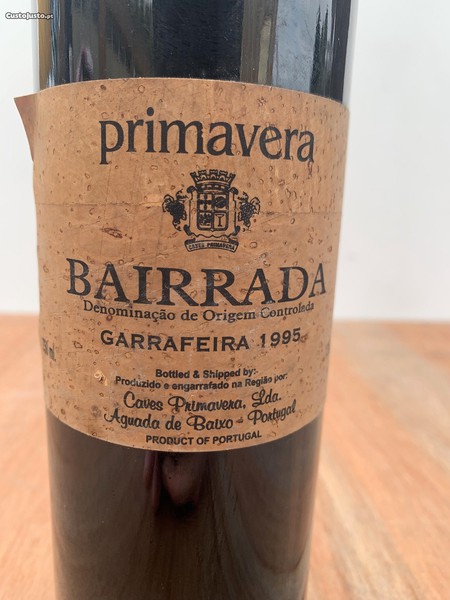 CustoJusto.pt
primavera
CAVES PRIMAVERA
BAIRRADA
Denominação de Origem Controlada
GARRAFEIRA 1995
Bottled & Shipped by:
Produzido e engarrafado na Região por:
Caves Primavera, Lda.
Aguada de Baixo - Portugal
PRODUCT OF PORTUGAL